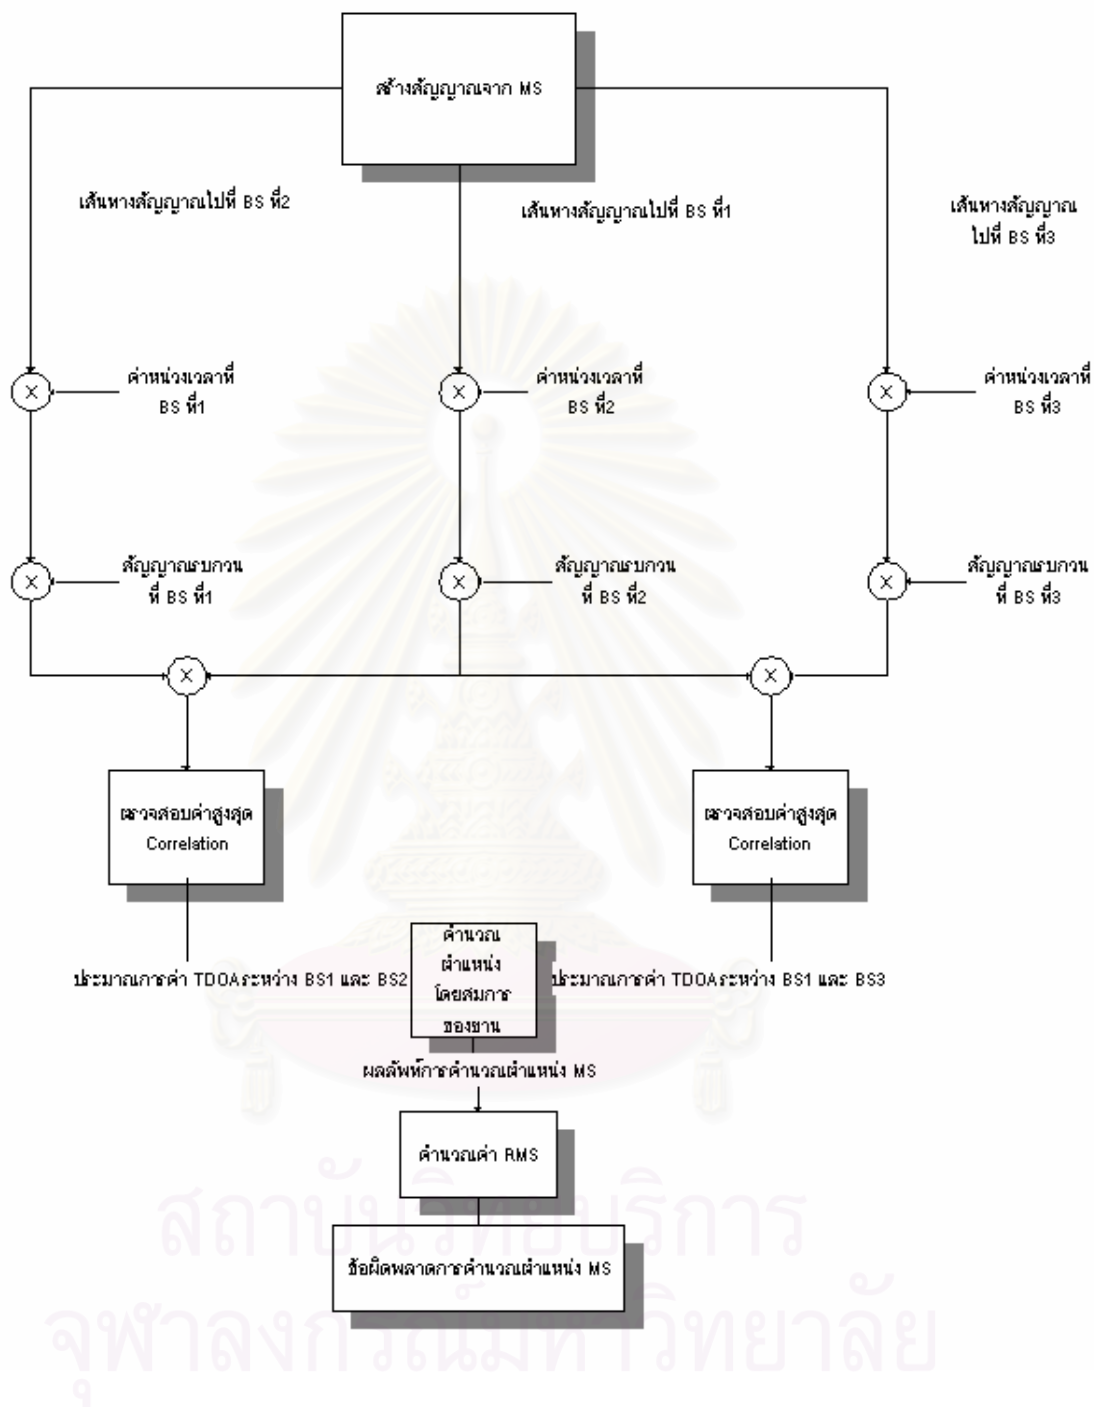 สร้างสัญญาณจาก MS
เส้นทางสัญญาณไปที่ BS ที่2
เส้นทางสัญญาณไปที่ BS ที่1
เส้นทางสัญญาณ
ไปที่ BS ที่3
X
ค่าหน่วงเวลาที่
BS ที่1
X
ค่าหน่วงเวลาที่
BS ที่2
X
ค่าหน่วงเวลาที่
BS ที่3
X
สัญญาณรบกวน
ที่ BS ที่1
X
สัญญาณรบกวน
ที่ BS ที่2
X
สัญญาณรบกวน
ที่ BS ที่3
X
X
ตรวจสอบค่าสูงสุด
Correlation
ตรวจสอบค่าสูงสุด
Correlation
ประมาณการค่า TDOAระหว่าง BS1 และ BS2
คำนวณ
ตำแหน่ง
โดยสมการ
ของชาน
ประมาณการค่า TDOAระหว่าง BS1 และ BS3
ผลลัพท์การคำนวณตำแหน่ง MS
คำนวณค่า RMS
ข้อผิดพลาดการคำนวณตำแหน่ง MS
สถาบันวิทยบริการ
จุฬาลงกรณ์มหาวิทยาลัย